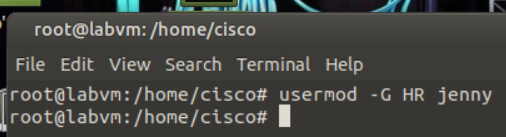 root@labvm: /home/cisco
File Edit View Search Terminal Help
root@labvm:/home/cisco# usermod -G HR jenny
root@labvm:/home/cisco#